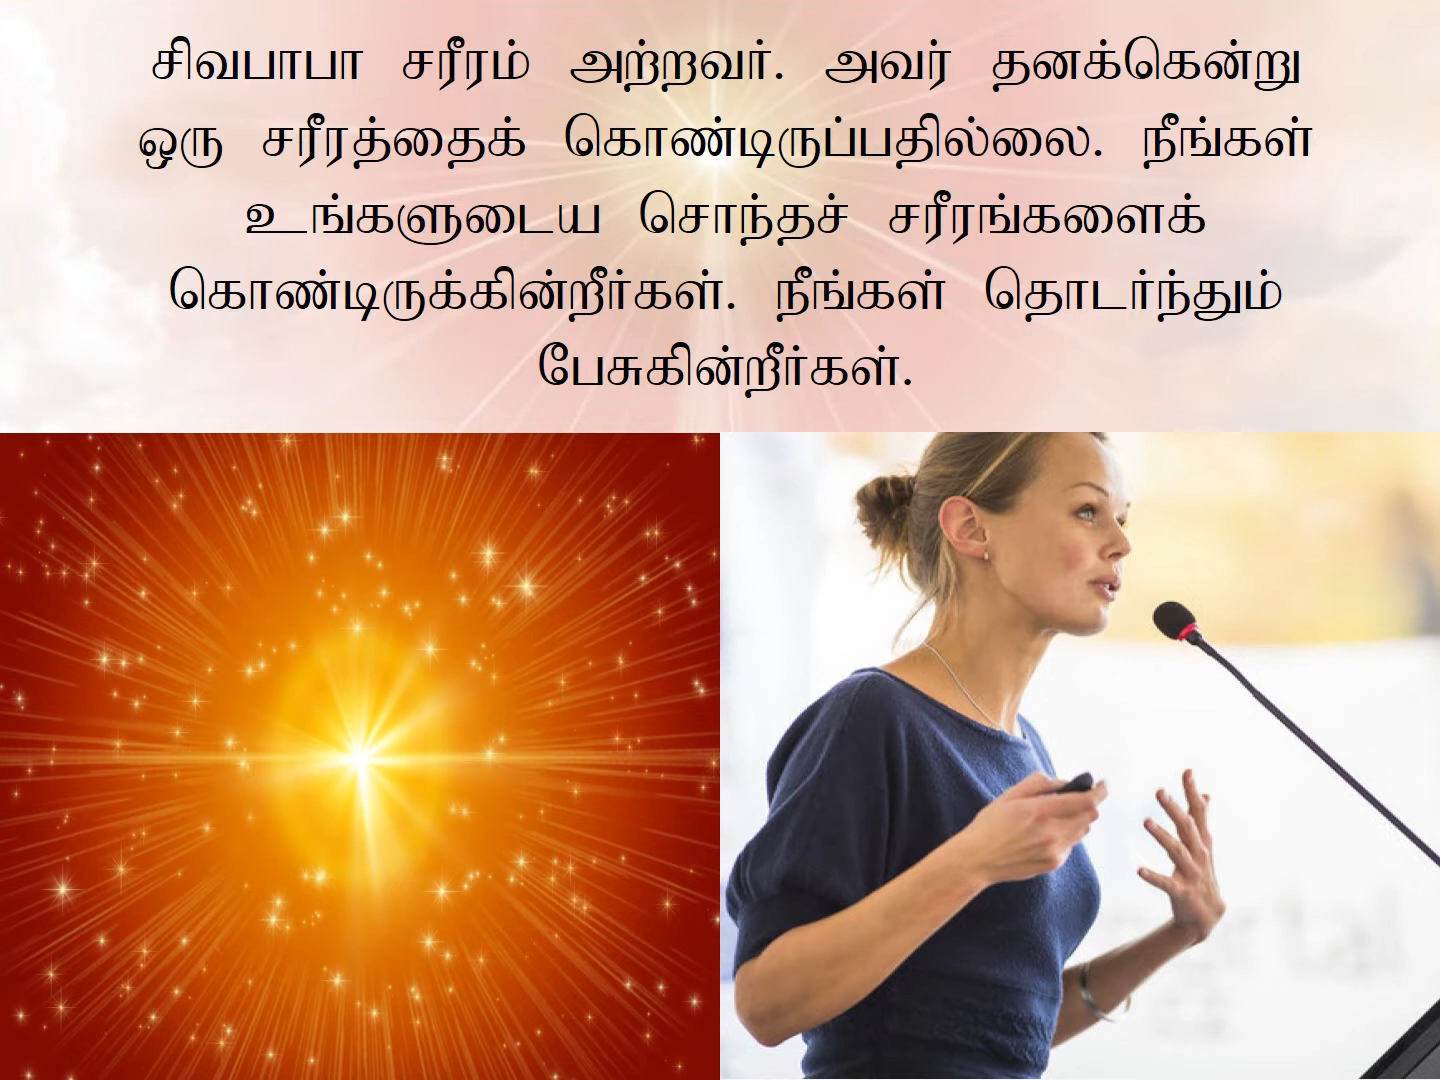 சிவபாபா சரீரம் அற்றவர். அவர் தனக்கென்று
ஒரு சரீரத்தைக் கொண்டிருப்பதில்லை. நீங்கள்
உங்களுடைய சொந்தச் சரீரங்களைக்
கொண்டிருக்கின்றீர்கள். நீங்கள் தொடர்ந்தும்
பேசுகின்றீர்கள்.